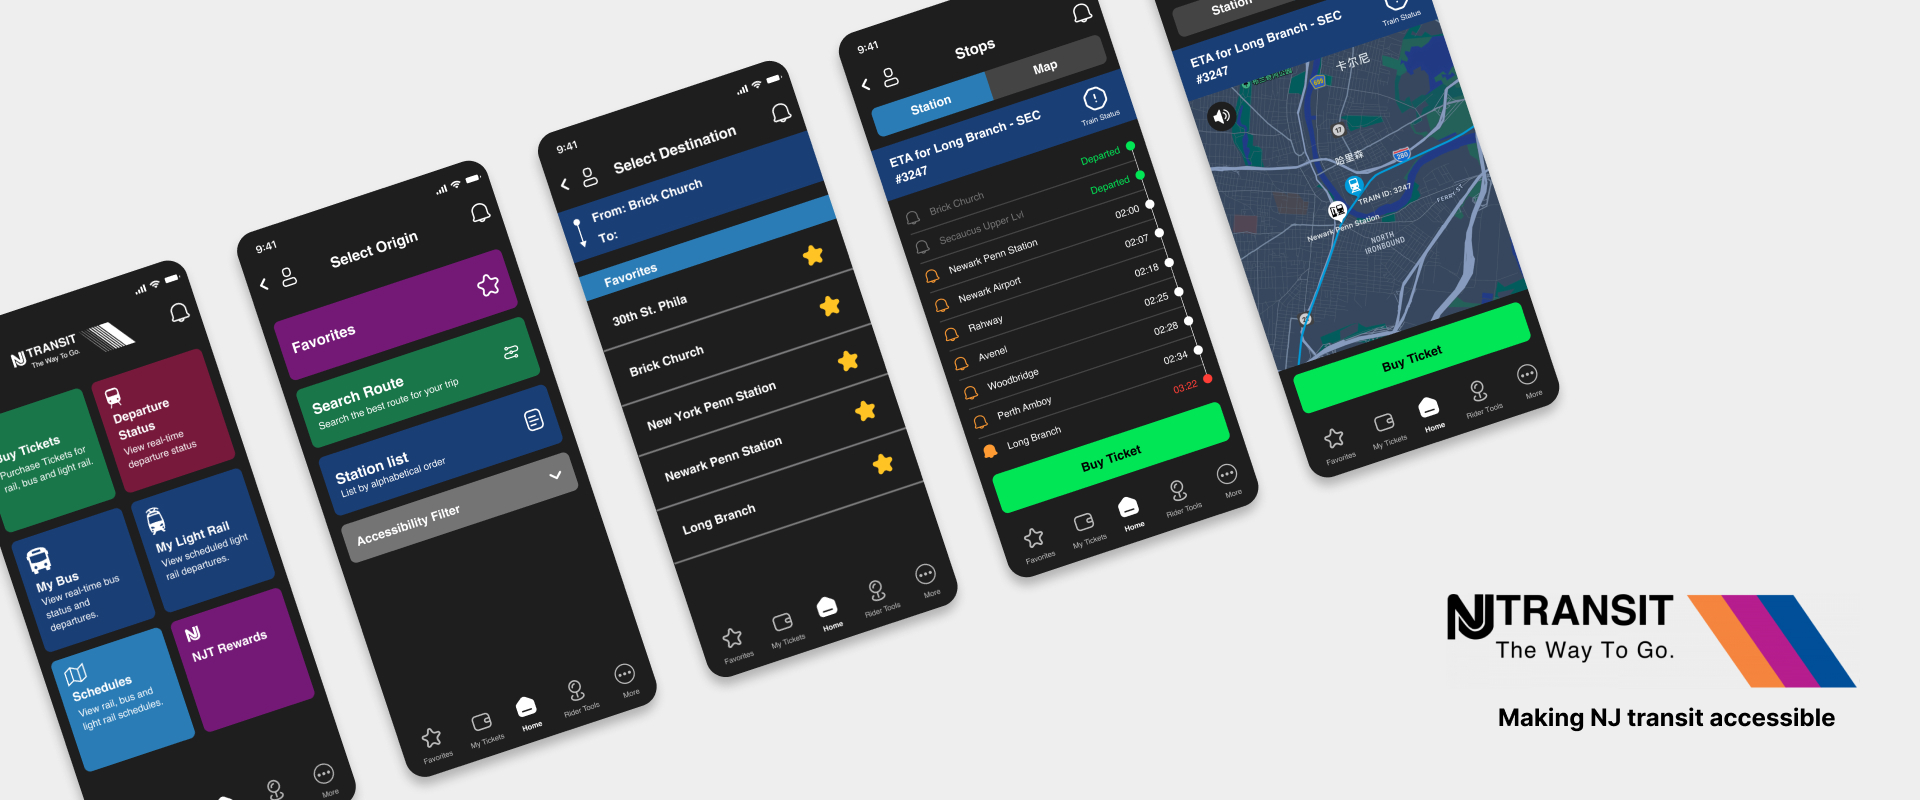 NJ TRANSIT
The Way To Go.
Buy Tickets
Purchase Tickets for
rail, bus and light rail.
Departure
Status
View real-time
departure status
My Bus
View real-time bus
status and
departures.
My Light Rail
View scheduled light
rail departures.
Schedules
View rail, bus and
light rail schedules.
NJ
NJT Rewards
More
9:41
Select Origin
Favorites
Search Route
Search the best route for your trip
Station list
List by alphabetical order
Accessibility Filter
Favorites
My Tickets
Home
Rider Tools
More
9:41
Select Destination
From: Brick Church
To:
Favorites
30th St. Phila
Brick Church
New York Penn Station
Newark Penn Station
Long Branch
Favorites
My Tickets
Home
Rider Tools
More
9:41
Stops
Station
Map
ETA for Long Branch - SEC
#3247
Train Status
Brick Church
Departed
Secaucus Upper Lvl
Departed
Newark Penn Station
02:00
Newark Airport
02:07
Rahway
02:18
Avenel
02:25
Woodbridge
02:28
Perth Amboy
02:34
Long Branch
03:22
Buy Ticket
Favorites
My Tickets
Home
Rider Tools
More
Station
ETA for Long Branch - SEC
#3247
Train Status
卡尔尼
17
哈里森
280
TRAIN ID: 3247
Newark Penn Station
FERRY ST
NORTH
IRONBOUND
Buy Ticket
Favorites
My Tickets
Home
Rider Tools
More
NJ TRANSIT
The Way To Go.
Making NJ transit accessible